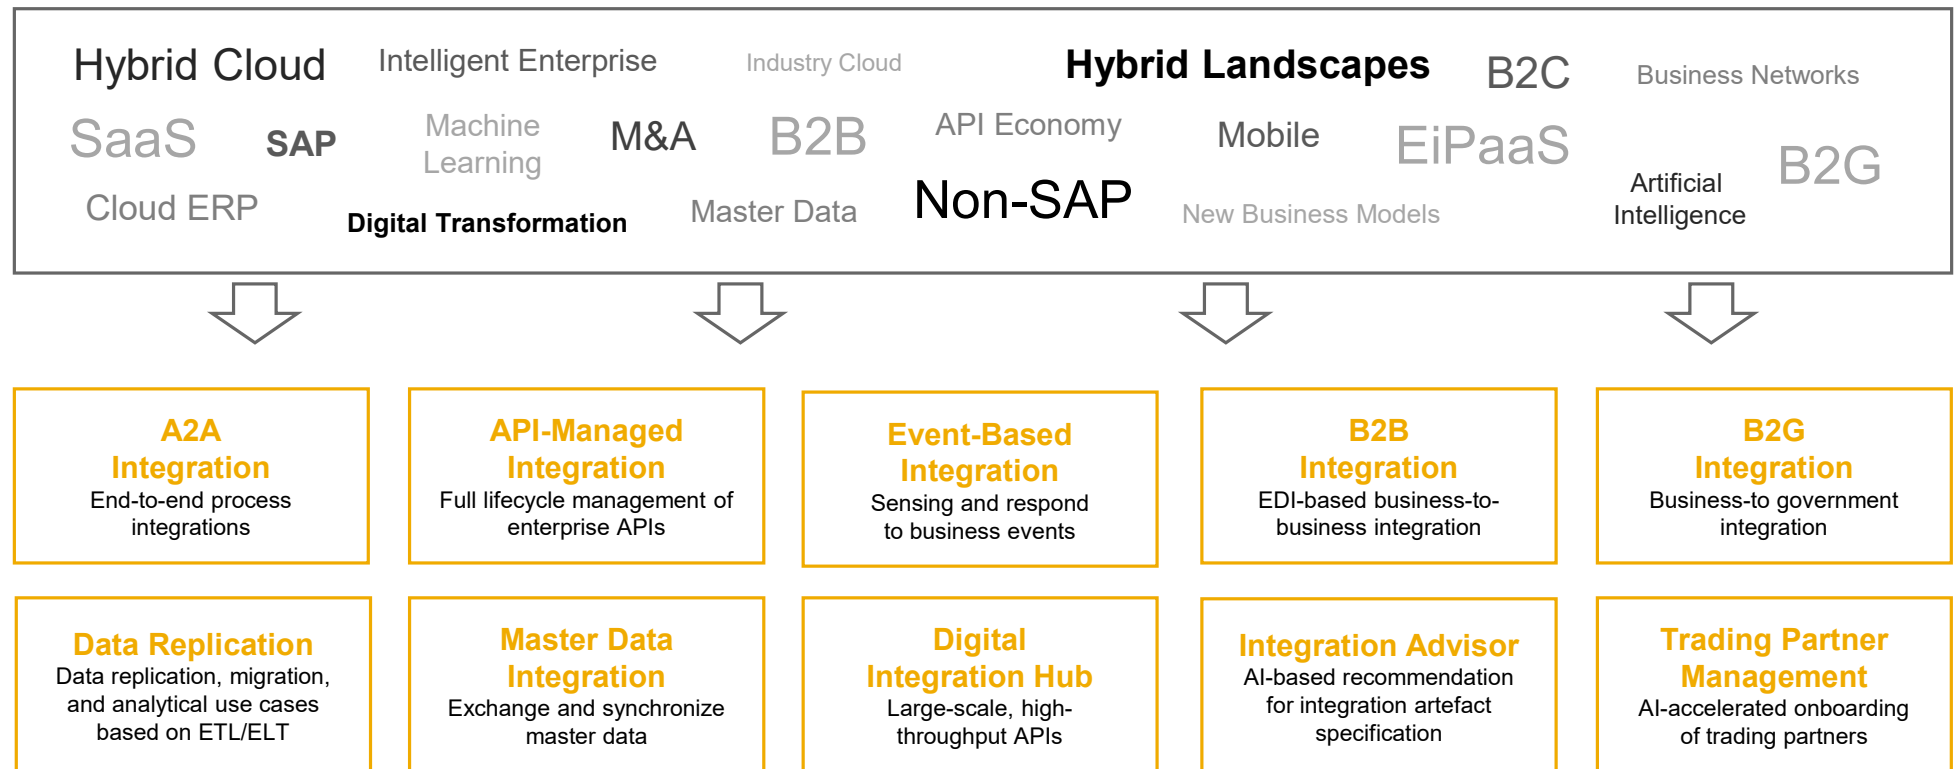 Hybrid Cloud
Intelligent Enterprise
Industry Cloud
Hybrid Landscapes
B2C
Business Networks
SaaS
SAP
Machine
Learning
M&A
B2B
API Economy
Mobile
EiPaaS
B2G
Cloud ERP
Digital Transformation
Master Data
Non-SAP
New Business Models
Artificial
Intelligence
A2A
Integration
End-to-end process
integrations
API-Managed
Integration
Full lifecycle management of
enterprise APIs
Event-Based
Integration
Sensing and respond
to business events
B2B
Integration
EDI-based business-to-
business integration
B2G
Integration
Business-to government
integration
Data Replication
Data replication, migration,
and analytical use cases
based on ETL/ELT
Master Data
Integration
Exchange and synchronize
master data
Digital
Integration Hub
Large-scale, high-
throughput APIs
Integration Advisor
AI-based recommendation
for integration artefact
specification
Trading Partner
Management
AI-accelerated onboarding
of trading partners